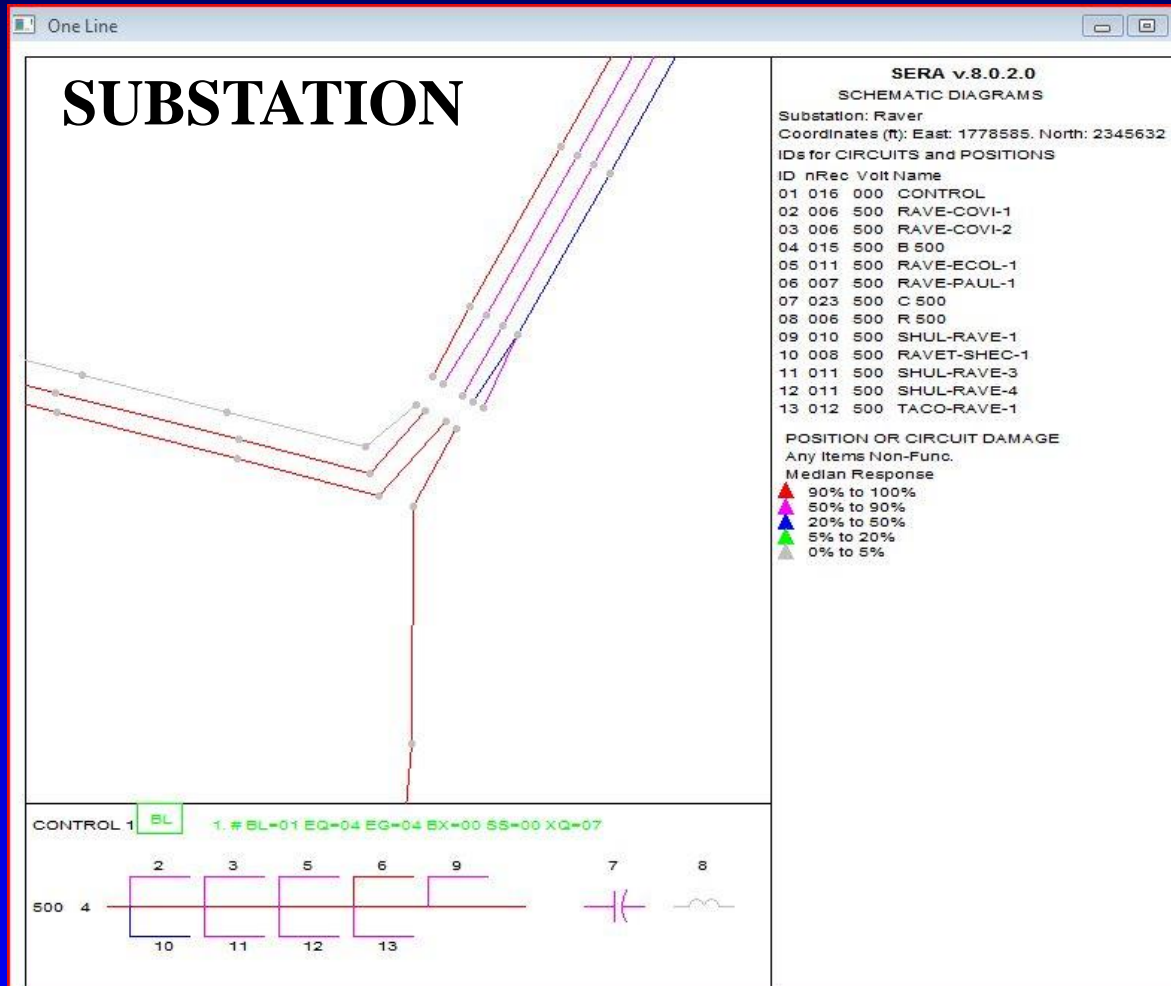 One Line
SUBSTATION
SERA v.8.0.2.0
SCHEMATIC DIAGRAMS
Substation: Raver
Coordinates (ft): East: 1778585. North: 2345632
IDs for CIRCUITS and POSITIONS
ID nRec Volt Name
01 016 000 CONTROL
02 006 500 RAVE-COVI-1
03 006 500 RAVE-COVI-2
04 015 500 B 500
05 011 500 RAVE-ECOL-1
06 007 500 RAVE-PAUL-1
07 023 500 C 500
08 006 500 R 500
09 010 500 SHUL-RAVE-1
10 008 500 RAVET-SHEC-1
11 011 500 SHUL-RAVE-3
12 011 500 SHUL-RAVE-4
13 012 500 TACO-RAVE-1
POSITION OR CIRCUIT DAMAGE
Any Items Non-Func.
Median Response
90% to 100%
50% to 90%
20% to 50%
5% to 20%
0% to 5%
CONTROL 1 BL 1. # BL=01 EQ=04 EG=04 BX=00 SS=00 XQ=07
2 3 5 6 9 7 8
500 4
10 11 12 13